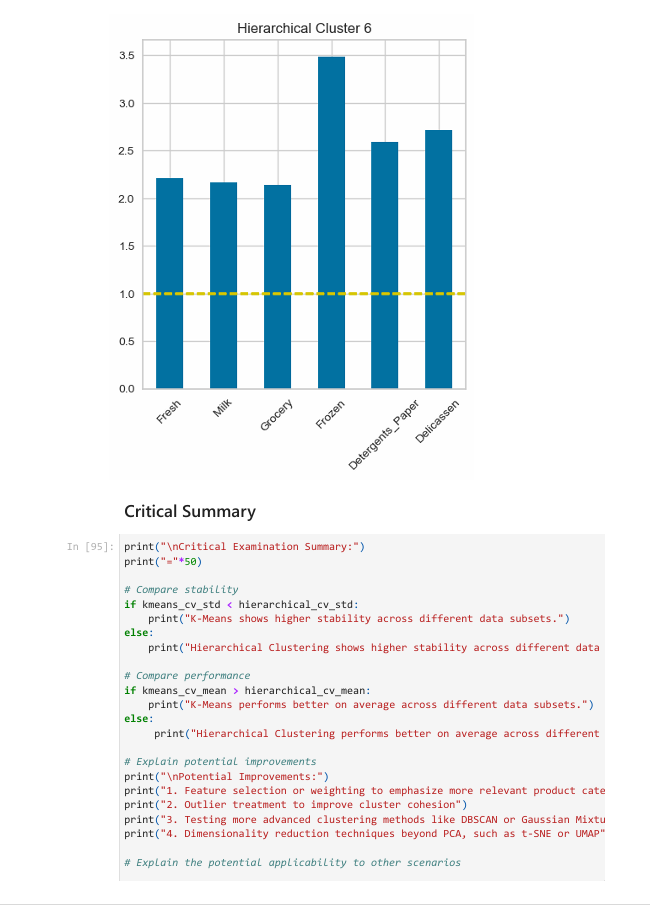 Hierarchical Cluster 6
3.5
3.0
2.5
2.0
1.5
1.0
0.5
0.0
Fresh
Milk
Grocery
Frozen
Detergents_Paper
Delicassen
Critical Summary
In [95]:
print("\nCritical Examination Summary:")
print("="*50)
# Compare stability
if kmeans_cv_std < hierarchical_cv_std:
    print("K-Means shows higher stability across different data subsets.")
else:
    print("Hierarchical Clustering shows higher stability across different data
# Compare performance
if kmeans_cv_mean > hierarchical_cv_mean:
    print("K-Means performs better on average across different data subsets.")
else:
     print("Hierarchical Clustering performs better on average across different
# Explain potential improvements
print("\nPotential Improvements:")
print("1. Feature selection or weighting to emphasize more relevant product cate
print("2. Outlier treatment to improve cluster cohesion")
print("3. Testing more advanced clustering methods like DBSCAN or Gaussian Mixtu
print("4. Dimensionality reduction techniques beyond PCA, such as t-SNE or UMAP"
# Explain the potential applicability to other scenarios